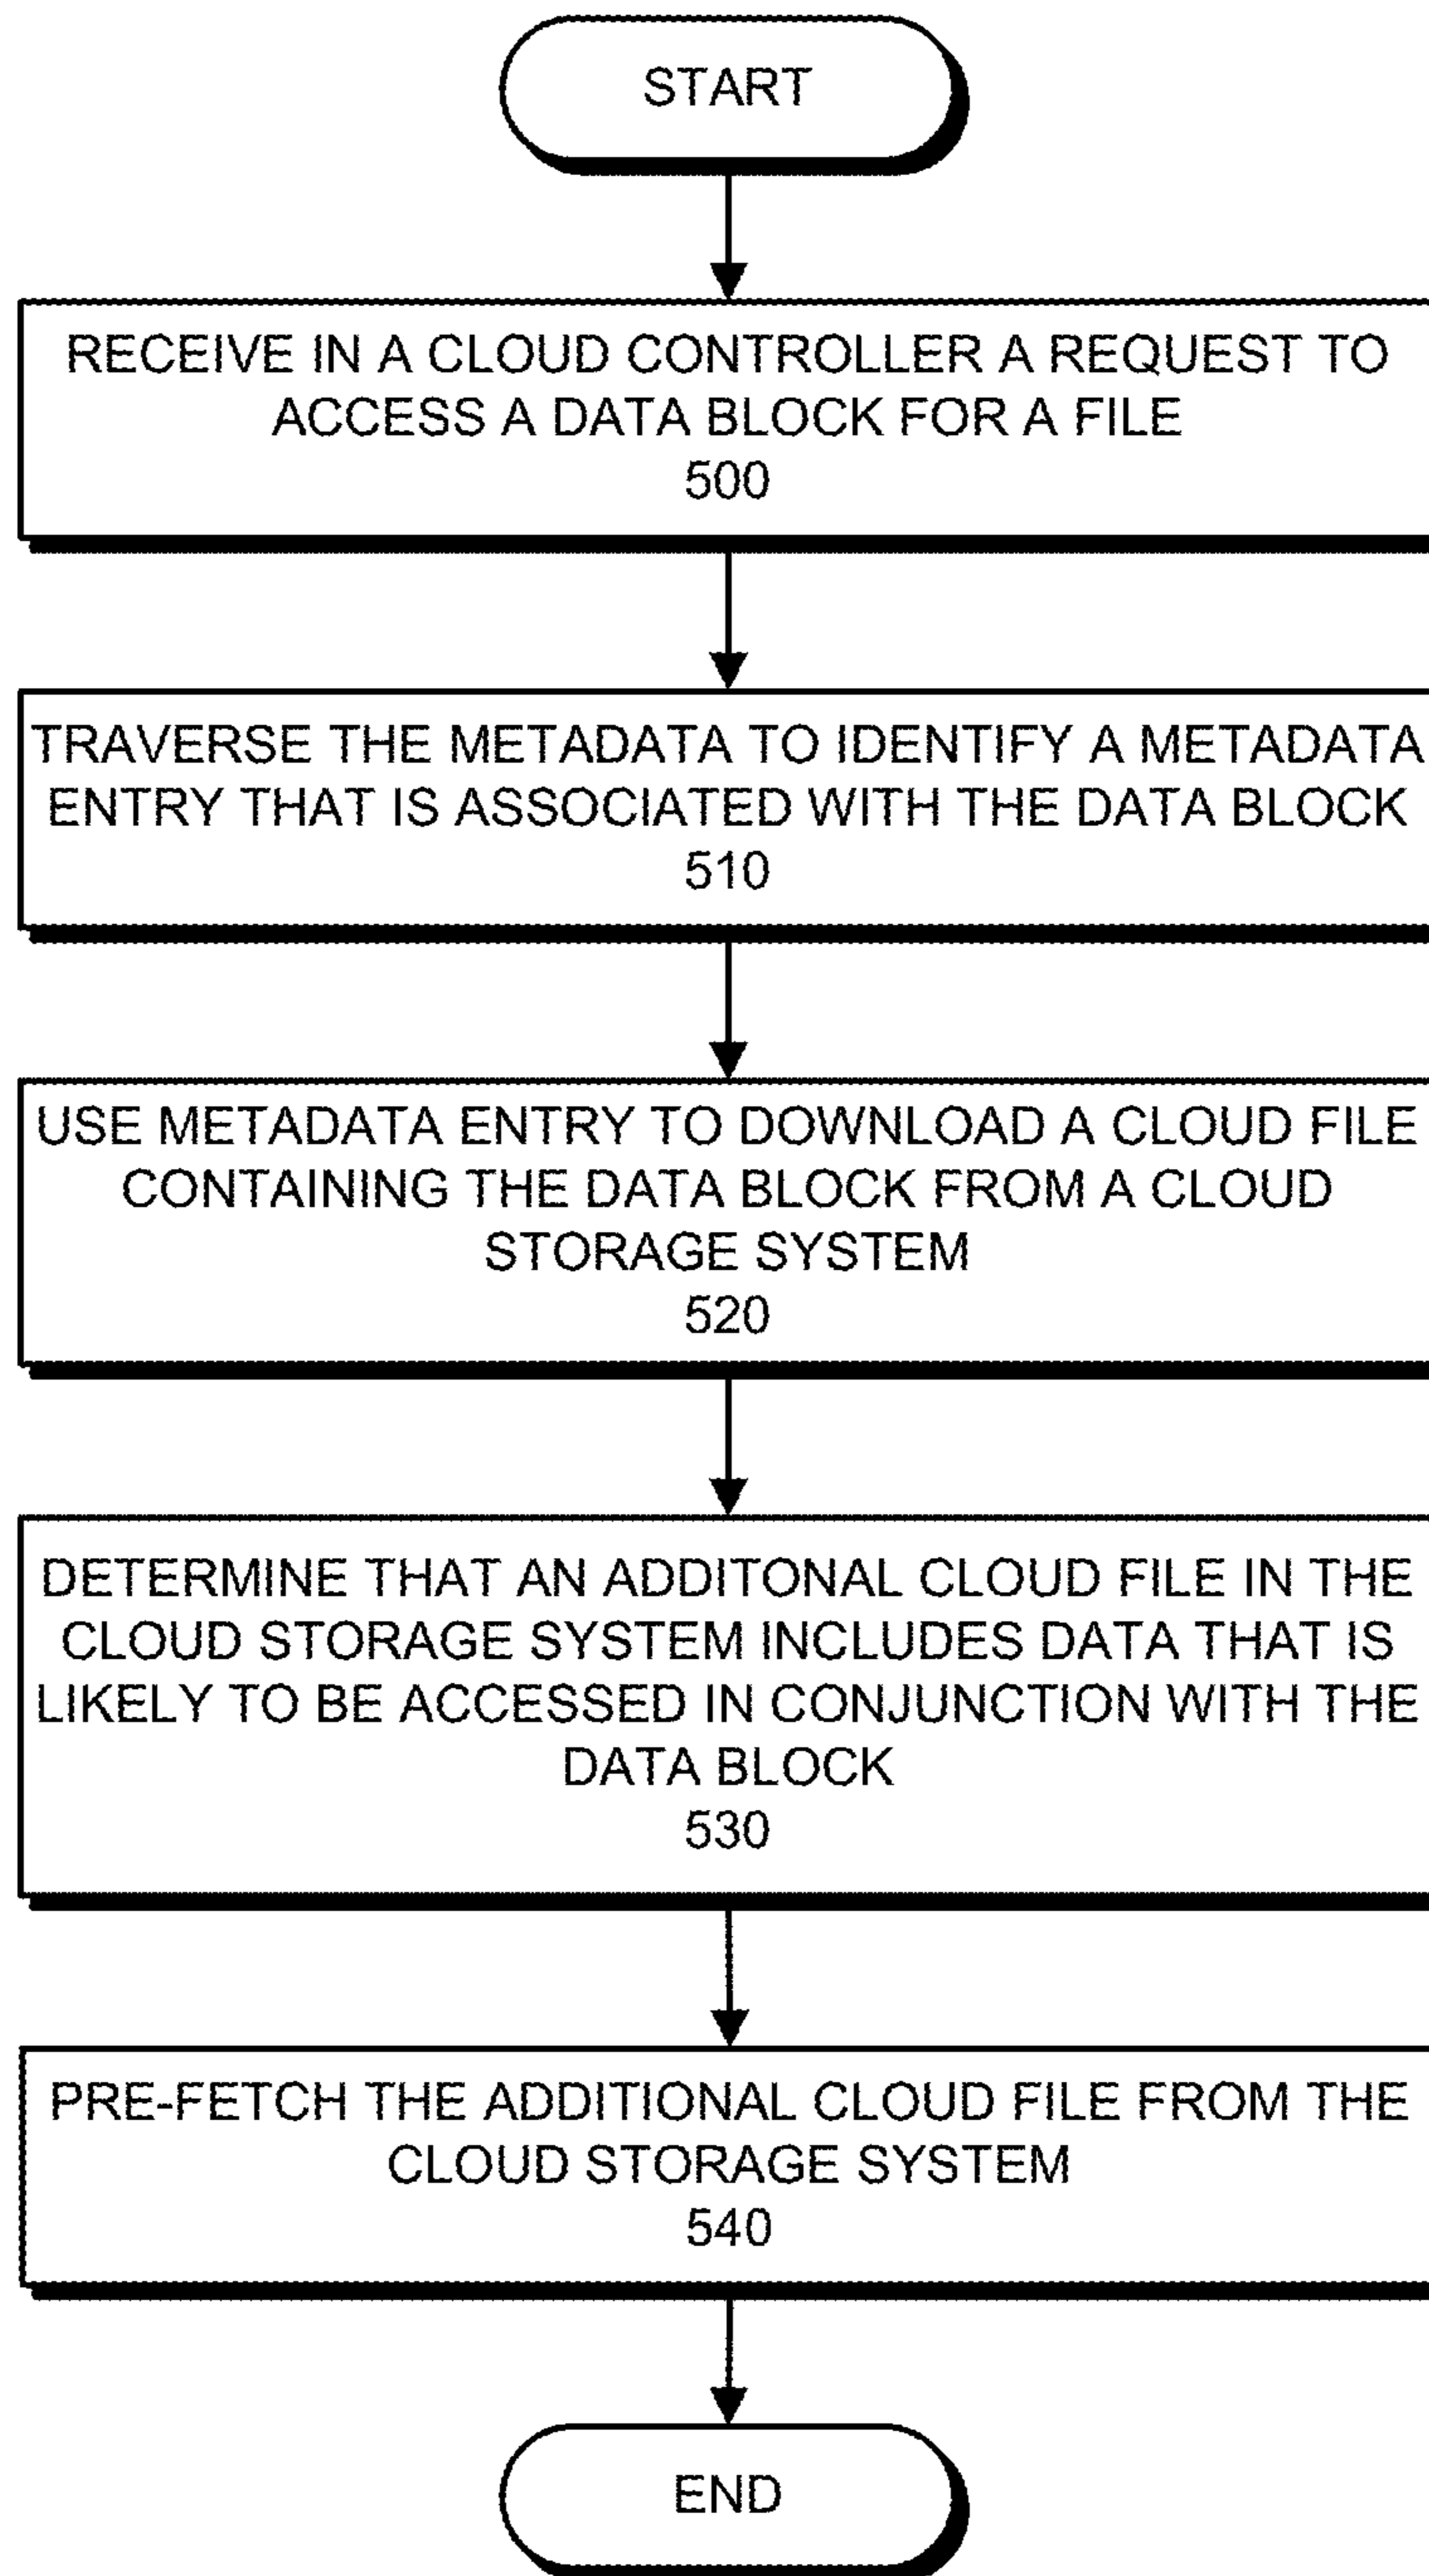 START
RECEIVE IN A CLOUD CONTROLLER A REQUEST TO
ACCESS A DATA BLOCK FOR A FILE
500
TRAVERSE THE METADATA TO IDENTIFY A METADATA
ENTRY THAT IS ASSOCIATED WITH THE DATA BLOCK
510
USE METADATA ENTRY TO DOWNLOAD A CLOUD FILE
CONTAINING THE DATA BLOCK FROM A CLOUD
STORAGE SYSTEM
520
DETERMINE THAT AN ADDITONAL CLOUD FILE IN THE
CLOUD STORAGE SYSTEM INCLUDES DATA THAT IS
LIKELY TO BE ACCESSED IN CONJUNCTION WITH THE
DATA BLOCK
530
PRE-FETCH THE ADDITIONAL CLOUD FILE FROM THE
CLOUD STORAGE SYSTEM
540
END